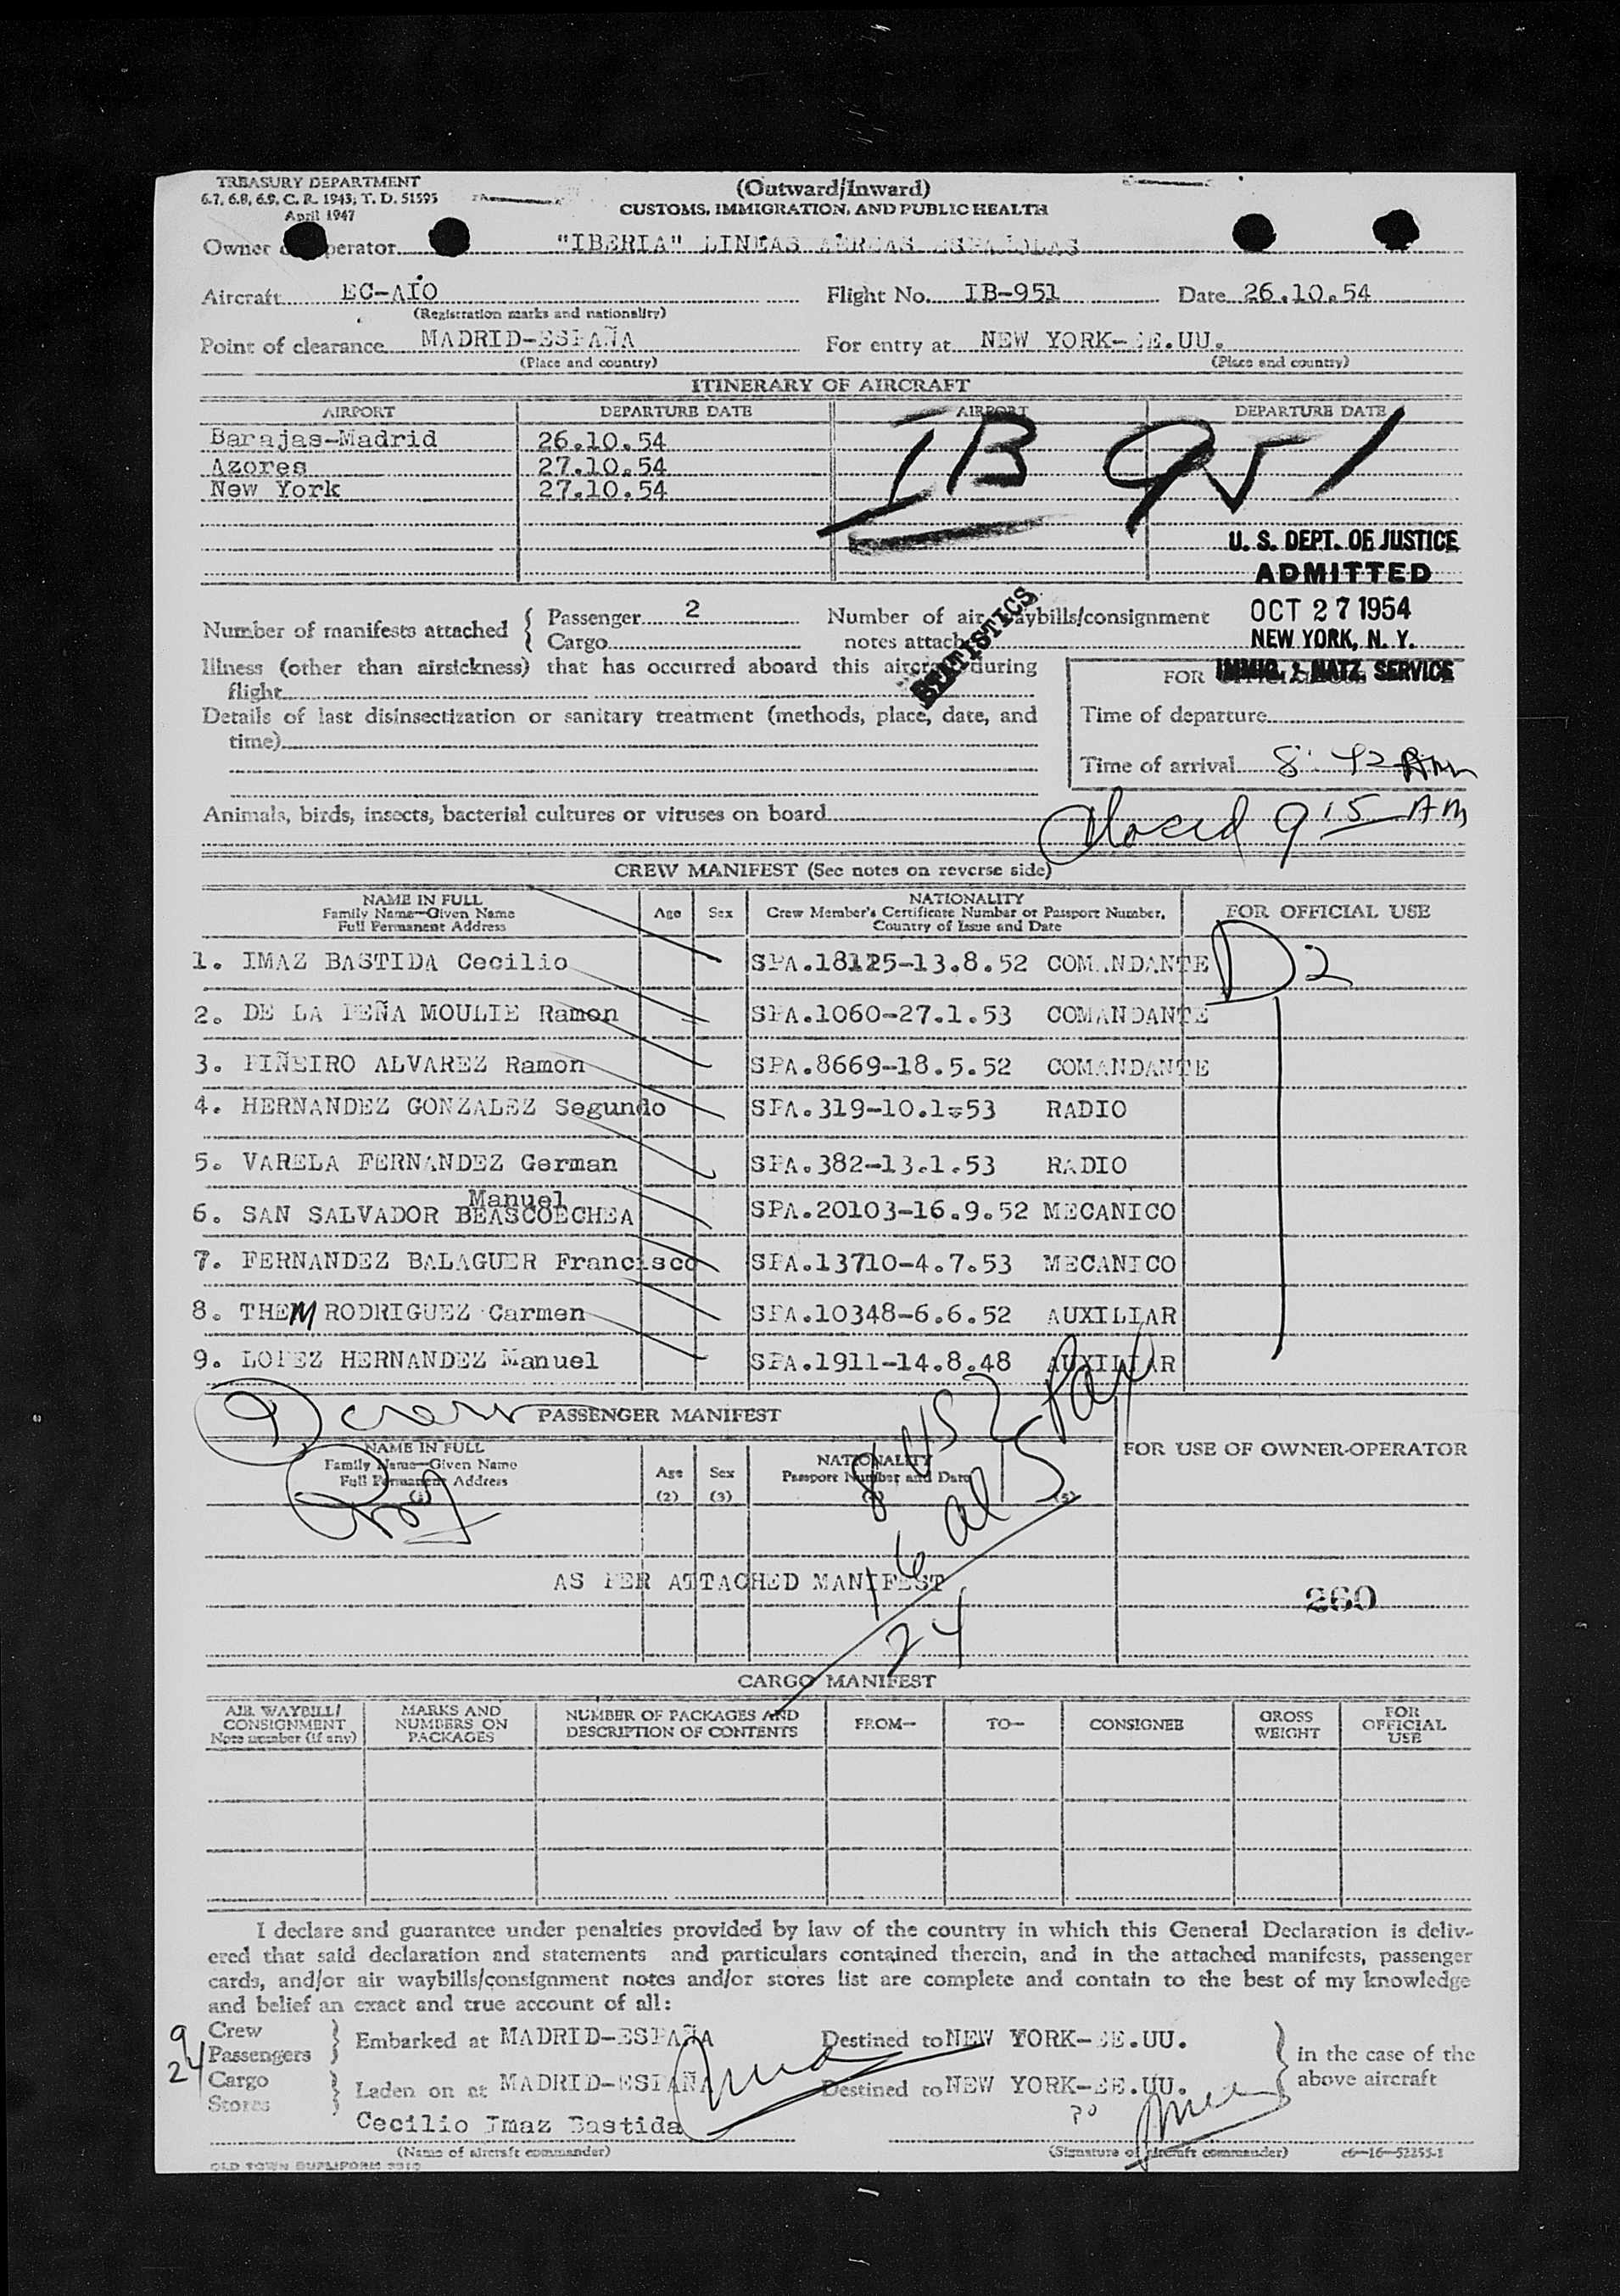 TREASURY DEPARTMENT
6.7, 6.8, 6.9, C. R. 1943; T. D. 51595
April 1947
(Outward/Inward)
CUSTOMS, IMMIGRATION, AND PUBLIC HEALTH
Owner perator "IBERIA" LINEAS AEREAS ESPAÑOLAS
Aircraft EC-AIO Flight No. IB-951 Date 26.10.54
(Registration marks and nationality)
Point of clearance MADRID-ESPAÑA For entry at NEW YORK-EE.UU.
(Place and country) (Place and country)
ITINERARY OF AIRCRAFT
AIRPORT DEPARTURE DATE AIRPORT DEPARTURE DATE
Barajas-Madrid 26.10.54
Azores 27.10.54
New York 27.10.54
IB 951
U. S. DEPT. OF JUSTICE
ADMITTED
OCT 27 1954
NEW YORK, N. Y.
IMMIG. & NATZ. SERVICE
Number of manifests attached { Passenger 2
Cargo
Number of air waybills/consignment
notes attach
STATISTICS
Illness (other than airsickness) that has occurred aboard this aircraft during
flight
Details of last disinsectization or sanitary treatment (methods, place, date, and
time)
FOR OFFICIAL USE
Time of departure
Time of arrival 8:42 AM
Animals, birds, insects, bacterial cultures or viruses on board
Closed 9 15 AM
CREW MANIFEST (See notes on reverse side)
NAME IN FULL
Family Name—Given Name
Full Permanent Address
Age Sex
NATIONALITY
Crew Member's Certificate Number or Passport Number,
Country of Issue and Date
FOR OFFICIAL USE
D2
1. IMAZ BASTIDA Cecilio SPA.18125-13.8.52 COMANDANTE
2. DE LA PEÑA MOULIE Ramon SPA.1060-27.1.53 COMANDANTE
3. PIÑEIRO ALVAREZ Ramon SPA.8669-18.5.52 COMANDANTE
4. HERNANDEZ GONZALEZ Segundo SPA.319-10.1.53 RADIO
5. VARELA FERNANDEZ German SPA.382-13.1.53 RADIO
Manuel
6. SAN SALVADOR BEASCOECHEA SPA.20103-16.9.52 MECANICO
7. FERNANDEZ BALAGUER Francisco SPA.13710-4.7.53 MECANICO
8. THEM RODRIGUEZ Carmen SPA.10348-6.6.52 AUXILIAR
9. LOPEZ HERNANDEZ Manuel SPA.1911-14.8.48 AUXILIAR
9 crew
PASSENGER MANIFEST
NAME IN FULL
Family Name—Given Name
Full Permanent Address
(1)
Age
(2)
Sex
(3)
NATIONALITY
Passport Number and Date
(5)
FOR USE OF OWNER-OPERATOR
8 US Pax
16 als
24
AS PER ATTACHED MANIFEST
260
CARGO MANIFEST
AIR WAYBILL/
CONSIGNMENT
Note number (if any)
MARKS AND
NUMBERS ON
PACKAGES
NUMBER OF PACKAGES AND
DESCRIPTION OF CONTENTS
FROM—
TO—
CONSIGNEE
GROSS
WEIGHT
FOR
OFFICIAL
USE
I declare and guarantee under penalties provided by law of the country in which this General Declaration is deliv-
ered that said declaration and statements and particulars contained therein, and in the attached manifests, passenger
cards, and/or air waybills/consignment notes and/or stores list are complete and contain to the best of my knowledge
and belief an exact and true account of all:
9 Crew
24 Passengers } Embarked at MADRID-ESPAÑA Destined to NEW YORK-EE.UU.
Cargo
Stores } Laden on at MADRID-ESPAÑA Destined to NEW YORK-EE.UU.
} in the case of the
above aircraft
Cecilio Imaz Bastida
(Name of aircraft commander) (Signature of aircraft commander) c6—16—52255-1
OLD TOWN DUPLIFORM 3910